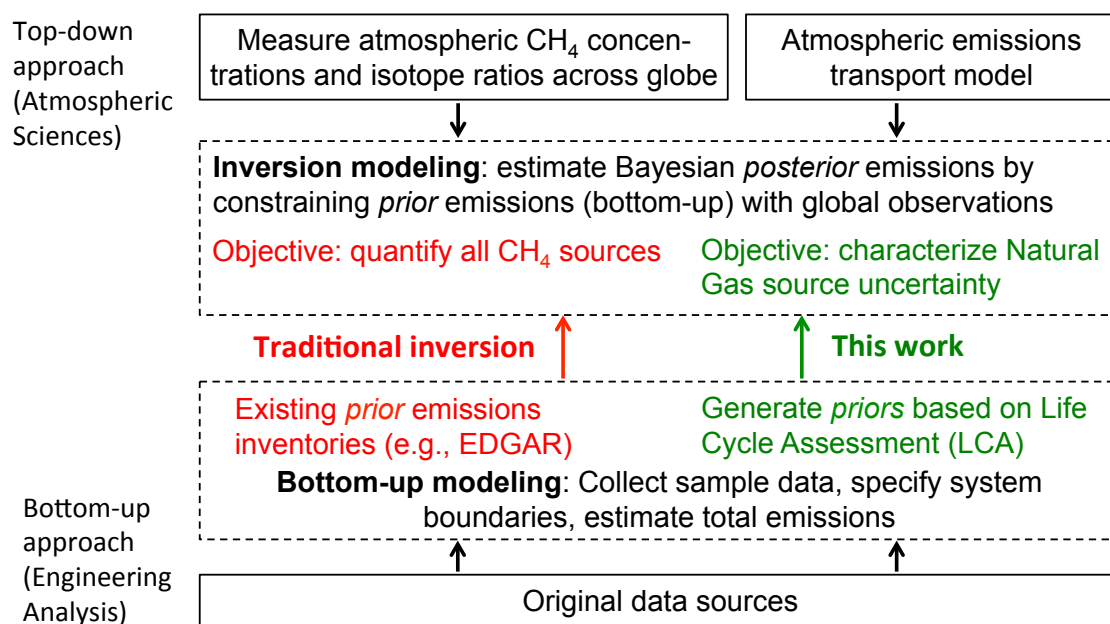 Top-down
approach
(Atmospheric
Sciences)
Measure atmospheric CH₄ concen-
trations and isotope ratios across globe
Atmospheric emissions
transport model
Inversion modeling: estimate Bayesian posterior emissions by
constraining prior emissions (bottom-up) with global observations
Objective: quantify all CH₄ sources
Objective: characterize Natural
Gas source uncertainty
Traditional inversion
This work
Existing prior emissions
inventories (e.g., EDGAR)
Generate priors based on Life
Cycle Assessment (LCA)
Bottom-up modeling: Collect sample data, specify system
boundaries, estimate total emissions
Bottom-up
approach
(Engineering
Analysis)
Original data sources